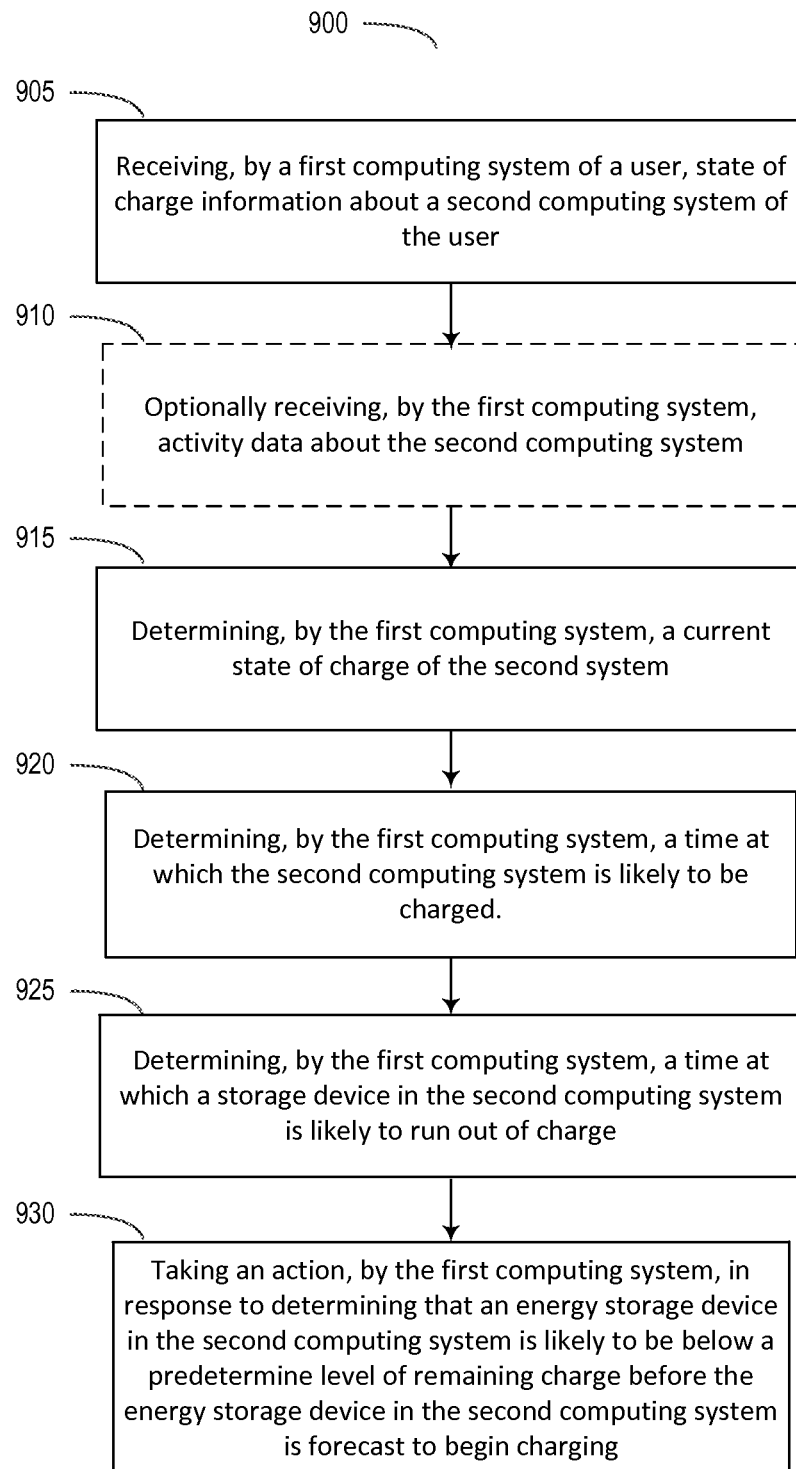 900
905
Receiving, by a first computing system of a user, state of
charge information about a second computing system of
the user
910
Optionally receiving, by the first computing system,
activity data about the second computing system
915
Determining, by the first computing system, a current
state of charge of the second system
920
Determining, by the first computing system, a time at
which the second computing system is likely to be
charged.
925
Determining, by the first computing system, a time at
which a storage device in the second computing system
is likely to run out of charge
930
Taking an action, by the first computing system, in
response to determining that an energy storage device
in the second computing system is likely to be below a
predetermine level of remaining charge before the
energy storage device in the second computing system
is forecast to begin charging